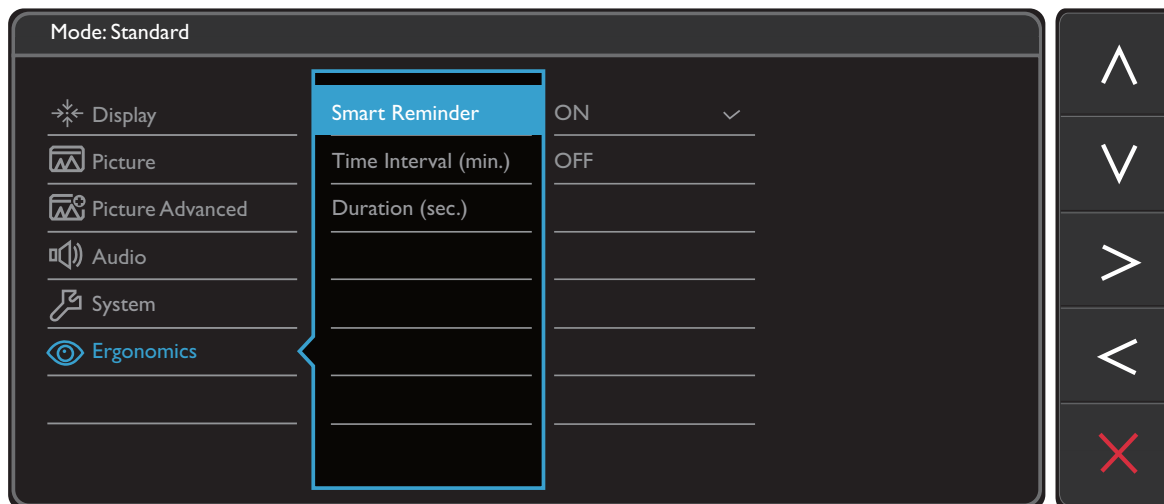 Mode: Standard
Display
Picture
Picture Advanced
Audio
System
Ergonomics
Smart Reminder
Time Interval (min.)
Duration (sec.)
ON
OFF